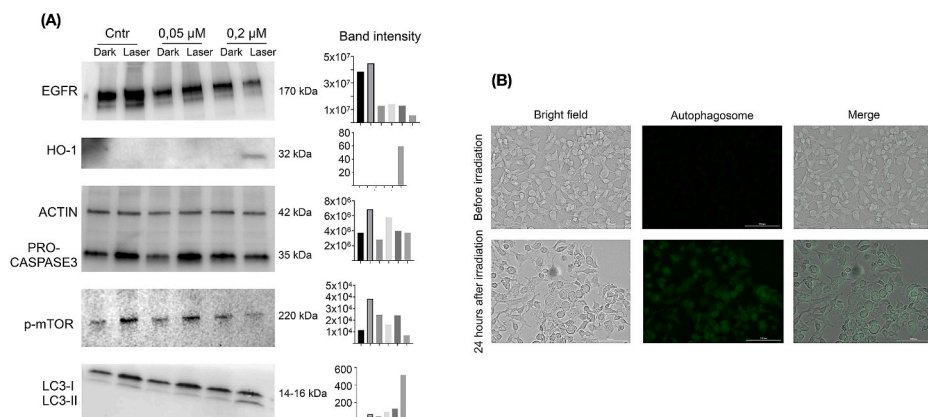 (A)
Cntr 0,05 µM 0,2 µM
Dark Laser Dark Laser Dark Laser
Band intensity
EGFR
170 kDa
5x10⁷
3x10⁷
1x10⁷
HO-1
32 kDa
80
60
40
20
ACTIN
42 kDa
PRO-
CASPASE3
35 kDa
8x10⁶
6x10⁶
4x10⁶
2x10⁶
p-mTOR
220 kDa
5x10⁴
4x10⁴
3x10⁴
2x10⁴
1x10⁴
LC3-I
LC3-II
14-16 kDa
600
400
200
(B)
Bright field Autophagosome Merge
Before irradiation
24 hours after irradiation